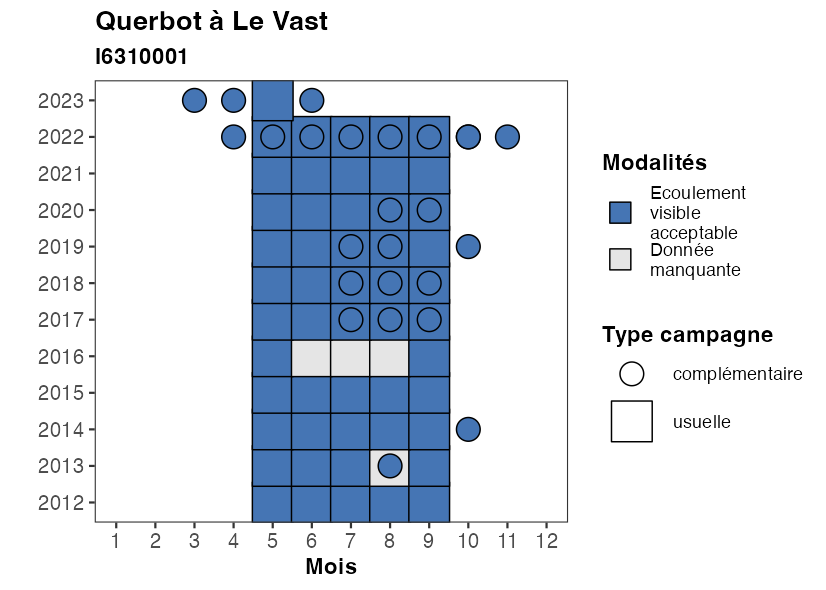 Querbot à Le Vast
I6310001
2023
2022
2021
2020
2019
2018
2017
2016
2015
2014
2013
2012
1 2 3 4 5 6 7 8 9 10 11 12
Mois
Modalités
Ecoulement
visible
acceptable
Donnée
manquante
Type campagne
complémentaire
usuelle